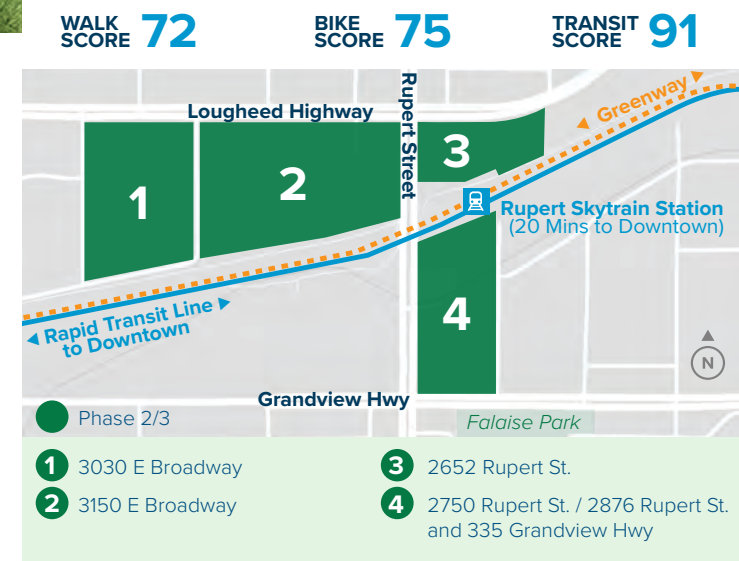 WALK SCORE 72
BIKE SCORE 75
TRANSIT SCORE 91
Lougheed Highway
Rupert Street
Greenway
1
2
3
Rupert Skytrain Station
(20 Mins to Downtown)
4
Rapid Transit Line
to Downtown
N
Grandview Hwy
Phase 2/3
Falaise Park
1 3030 E Broadway
2 3150 E Broadway
3 2652 Rupert St.
4 2750 Rupert St. / 2876 Rupert St.
and 335 Grandview Hwy